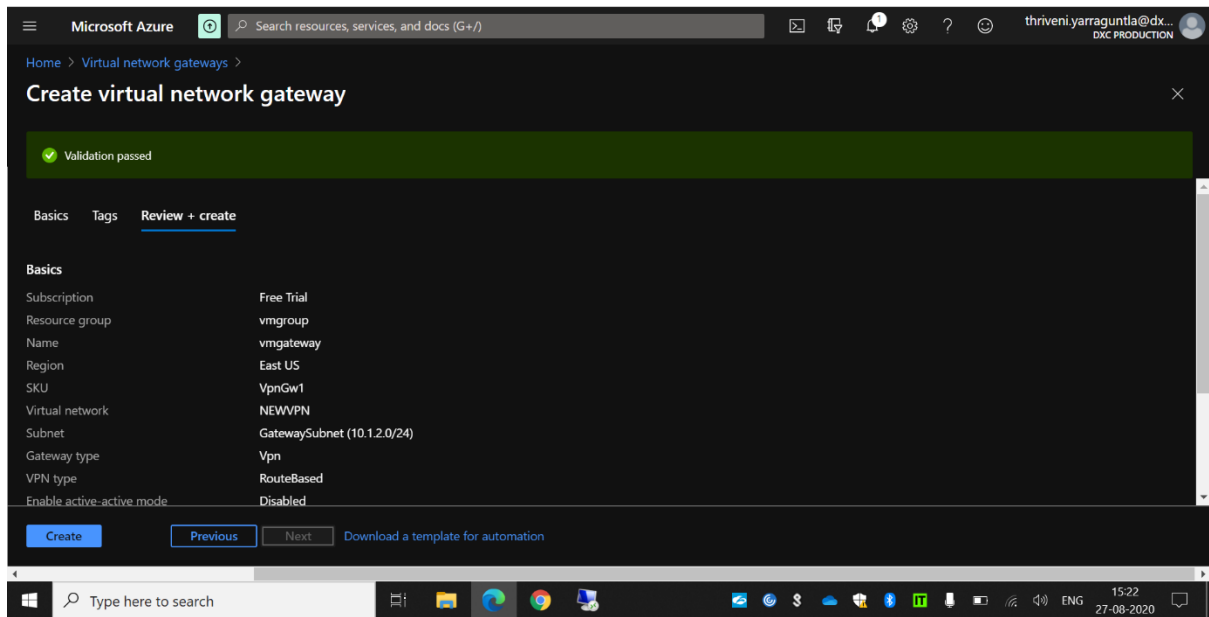 Microsoft Azure
Search resources, services, and docs (G+/)
1
thriveni.yarraguntla@dx...
DXC PRODUCTION
Home > Virtual network gateways >
Create virtual network gateway
Validation passed
Basics Tags Review + create
Basics
Subscription Free Trial
Resource group vmgroup
Name vmgateway
Region East US
SKU VpnGw1
Virtual network NEWVPN
Subnet GatewaySubnet (10.1.2.0/24)
Gateway type Vpn
VPN type RouteBased
Enable active-active mode Disabled
Create Previous Next Download a template for automation
Type here to search
ENG
15:22
27-08-2020